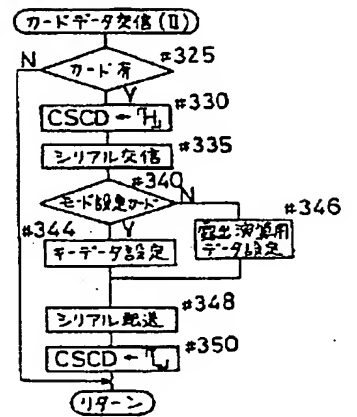 カードデータ交信(II)
N
カード有
#325
Y
#330
CSCD ← 「H」
#335
シリアル交信
#340
モード設定カード
N
#344
Y
#346
キーデータ設定
露出演算用
データ設定
#348
シリアル転送
#350
CSCD ← 「L」
リターン